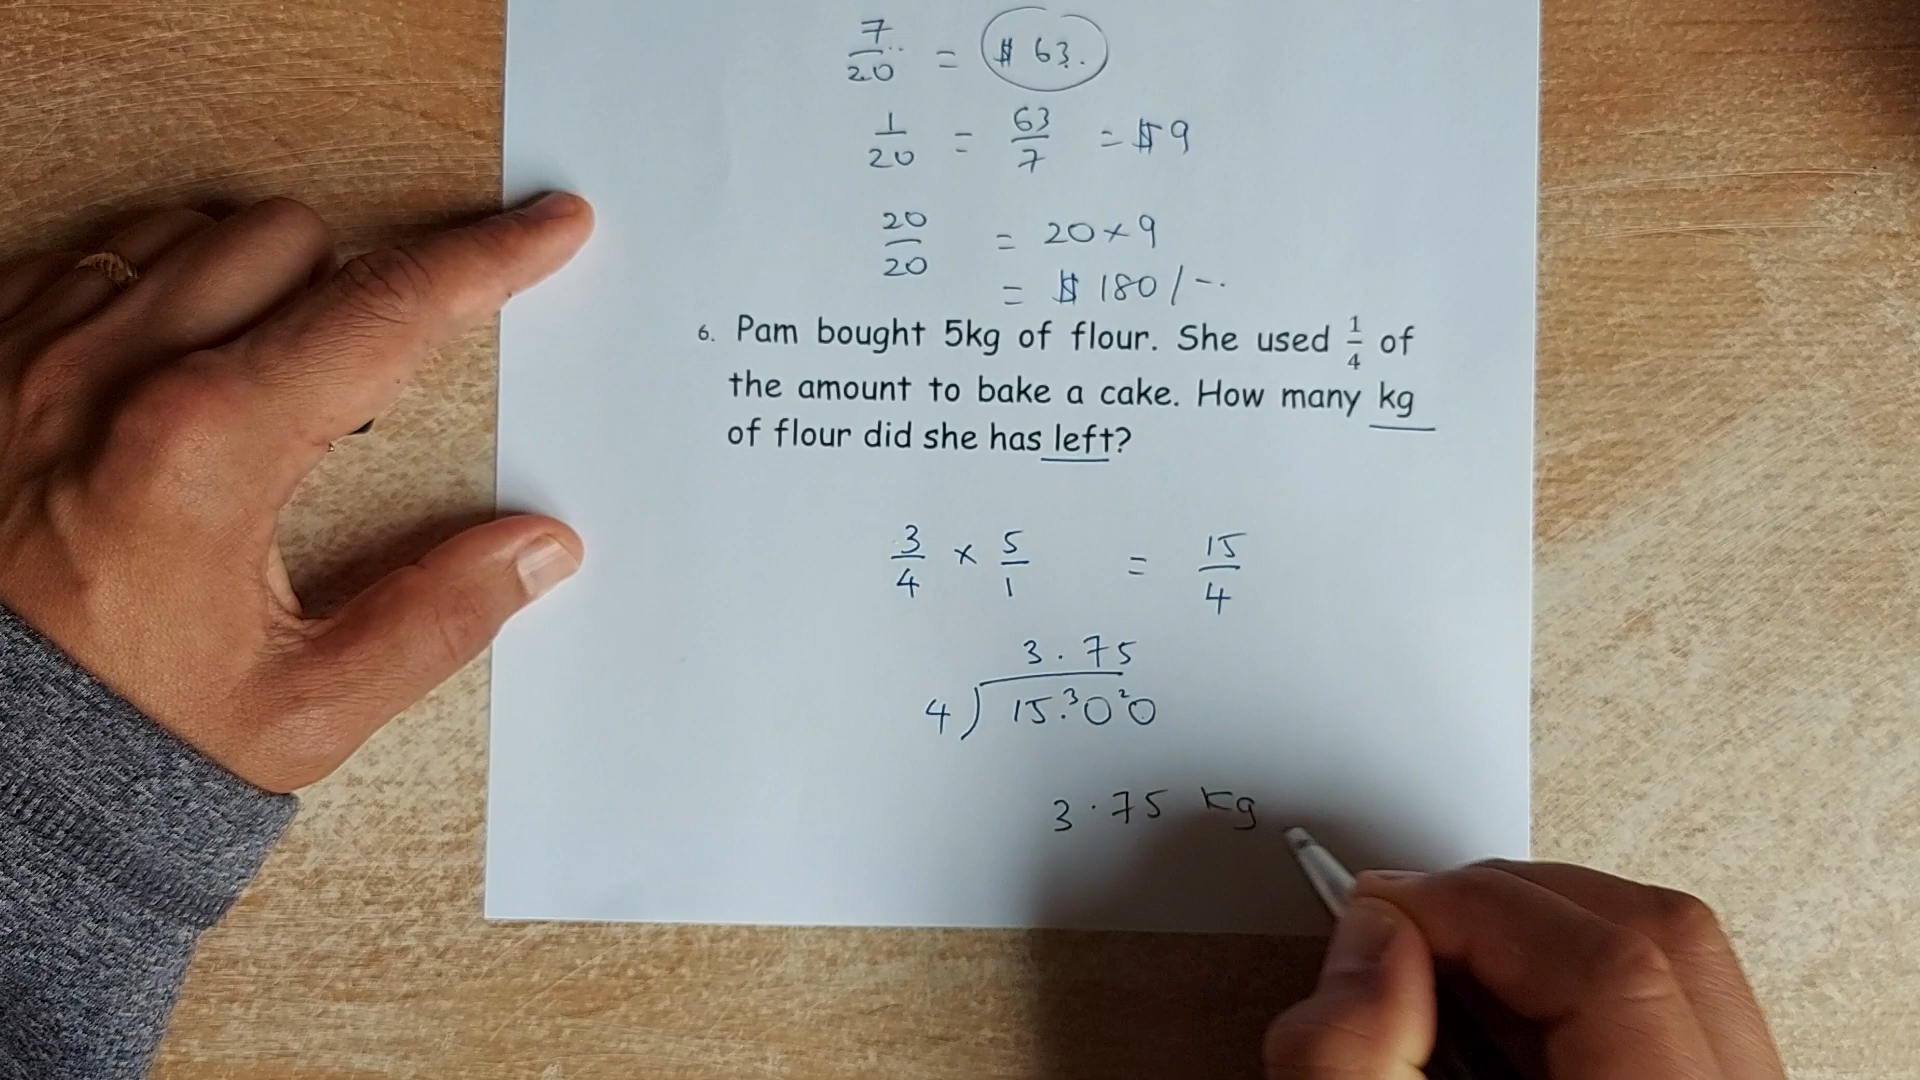 7/20 = $ 63.
1/20 = 63/7 = $9
20/20 = 20×9
= $ 180/-.
6. Pam bought 5kg of flour. She used 1/4 of
the amount to bake a cake. How many kg
of flour did she has left?
3/4 × 5/1 = 15/4
3.75
4) 15.³0²0
3.75 kg